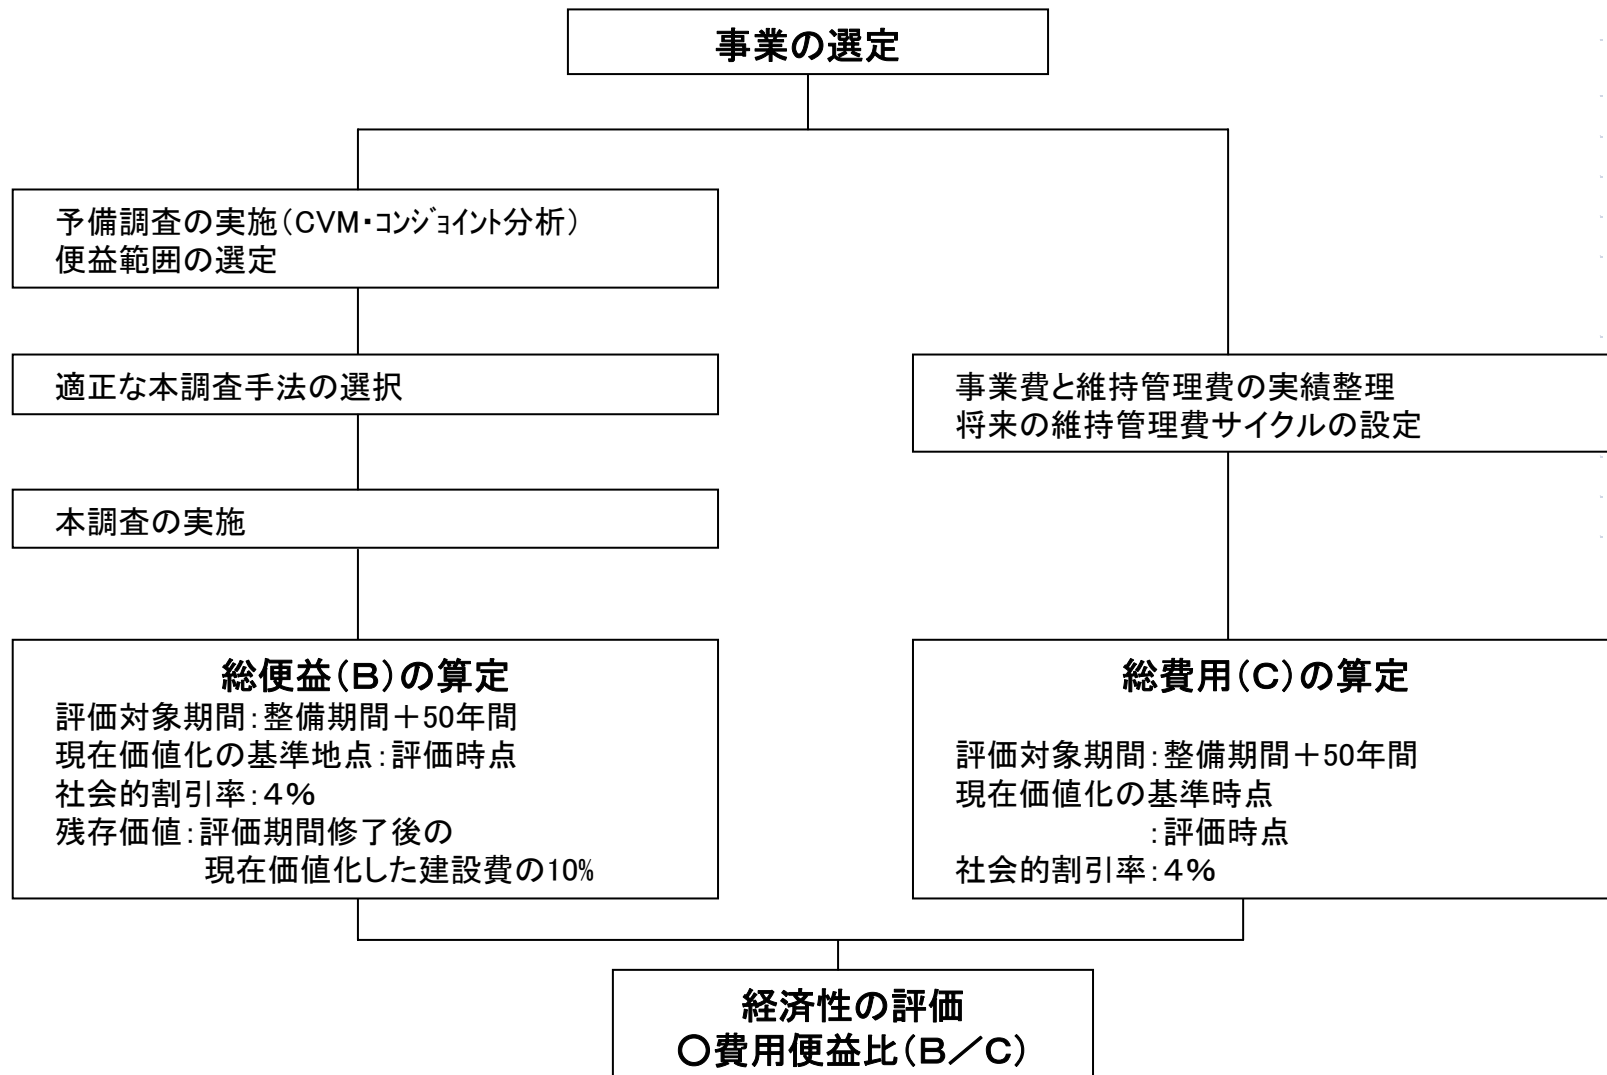 事業の選定
予備調査の実施（CVM・ｺﾝｼﾞｮｲﾝﾄ分析）
便益範囲の選定
適正な本調査手法の選択
事業費と維持管理費の実績整理
将来の維持管理費サイクルの設定
本調査の実施
総便益（B）の算定
評価対象期間：整備期間＋50年間
現在価値化の基準地点：評価時点
社会的割引率：４％
残存価値：評価期間修了後の
現在価値化した建設費の10%
総費用（C）の算定
評価対象期間：整備期間＋50年間
現在価値化の基準時点
：評価時点
社会的割引率：４％
経済性の評価
○費用便益比（B／C）